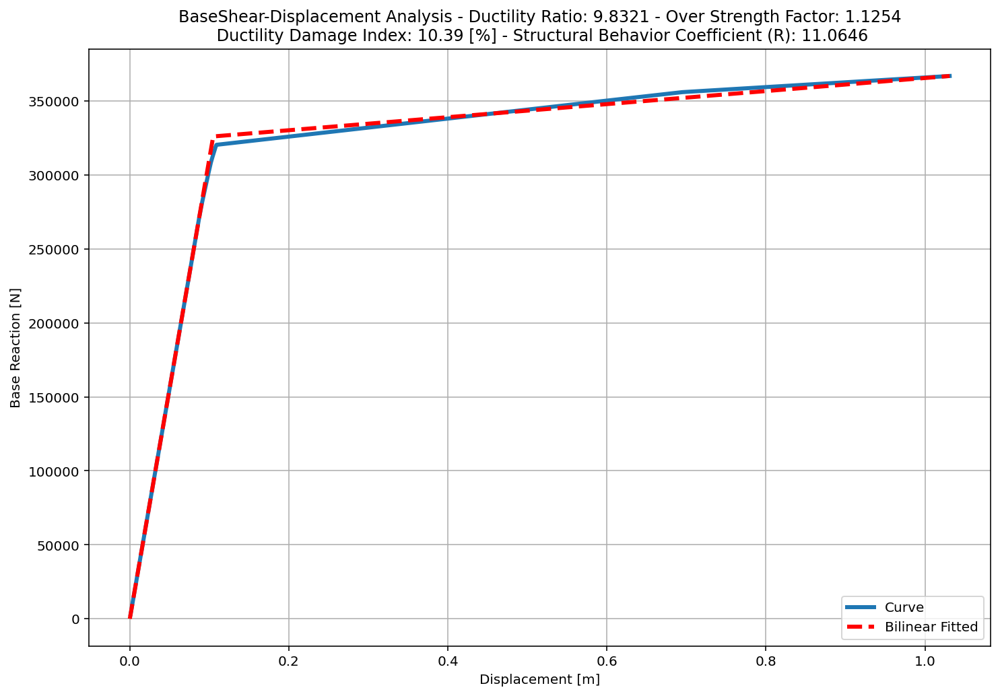 BaseShear-Displacement Analysis - Ductility Ratio: 9.8321 - Over Strength Factor: 1.1254
Ductility Damage Index: 10.39 [%] - Structural Behavior Coefficient (R): 11.0646
Base Reaction [N]
350000
300000
250000
200000
150000
100000
50000
0
Curve
Bilinear Fitted
0.0 0.2 0.4 0.6 0.8 1.0
Displacement [m]